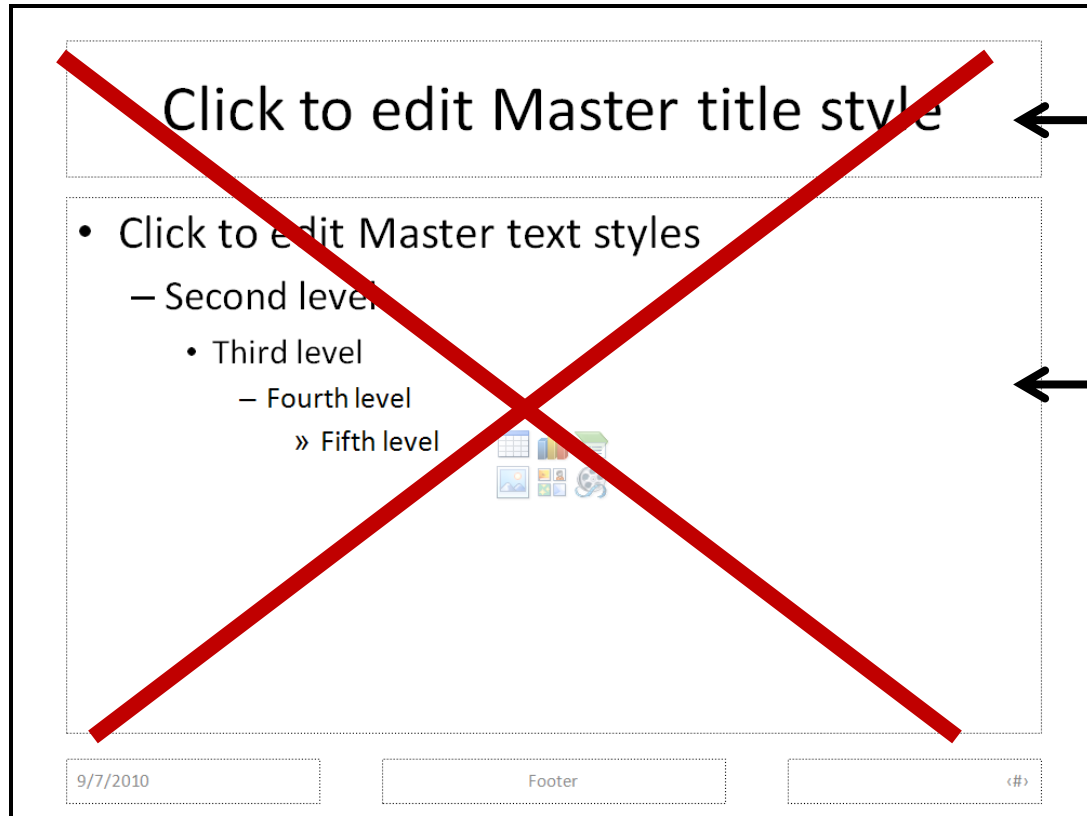 Click to edit Master title style
• Click to edit Master text styles
– Second level
• Third level
– Fourth level
» Fifth level
9/7/2010
Footer
‹#›